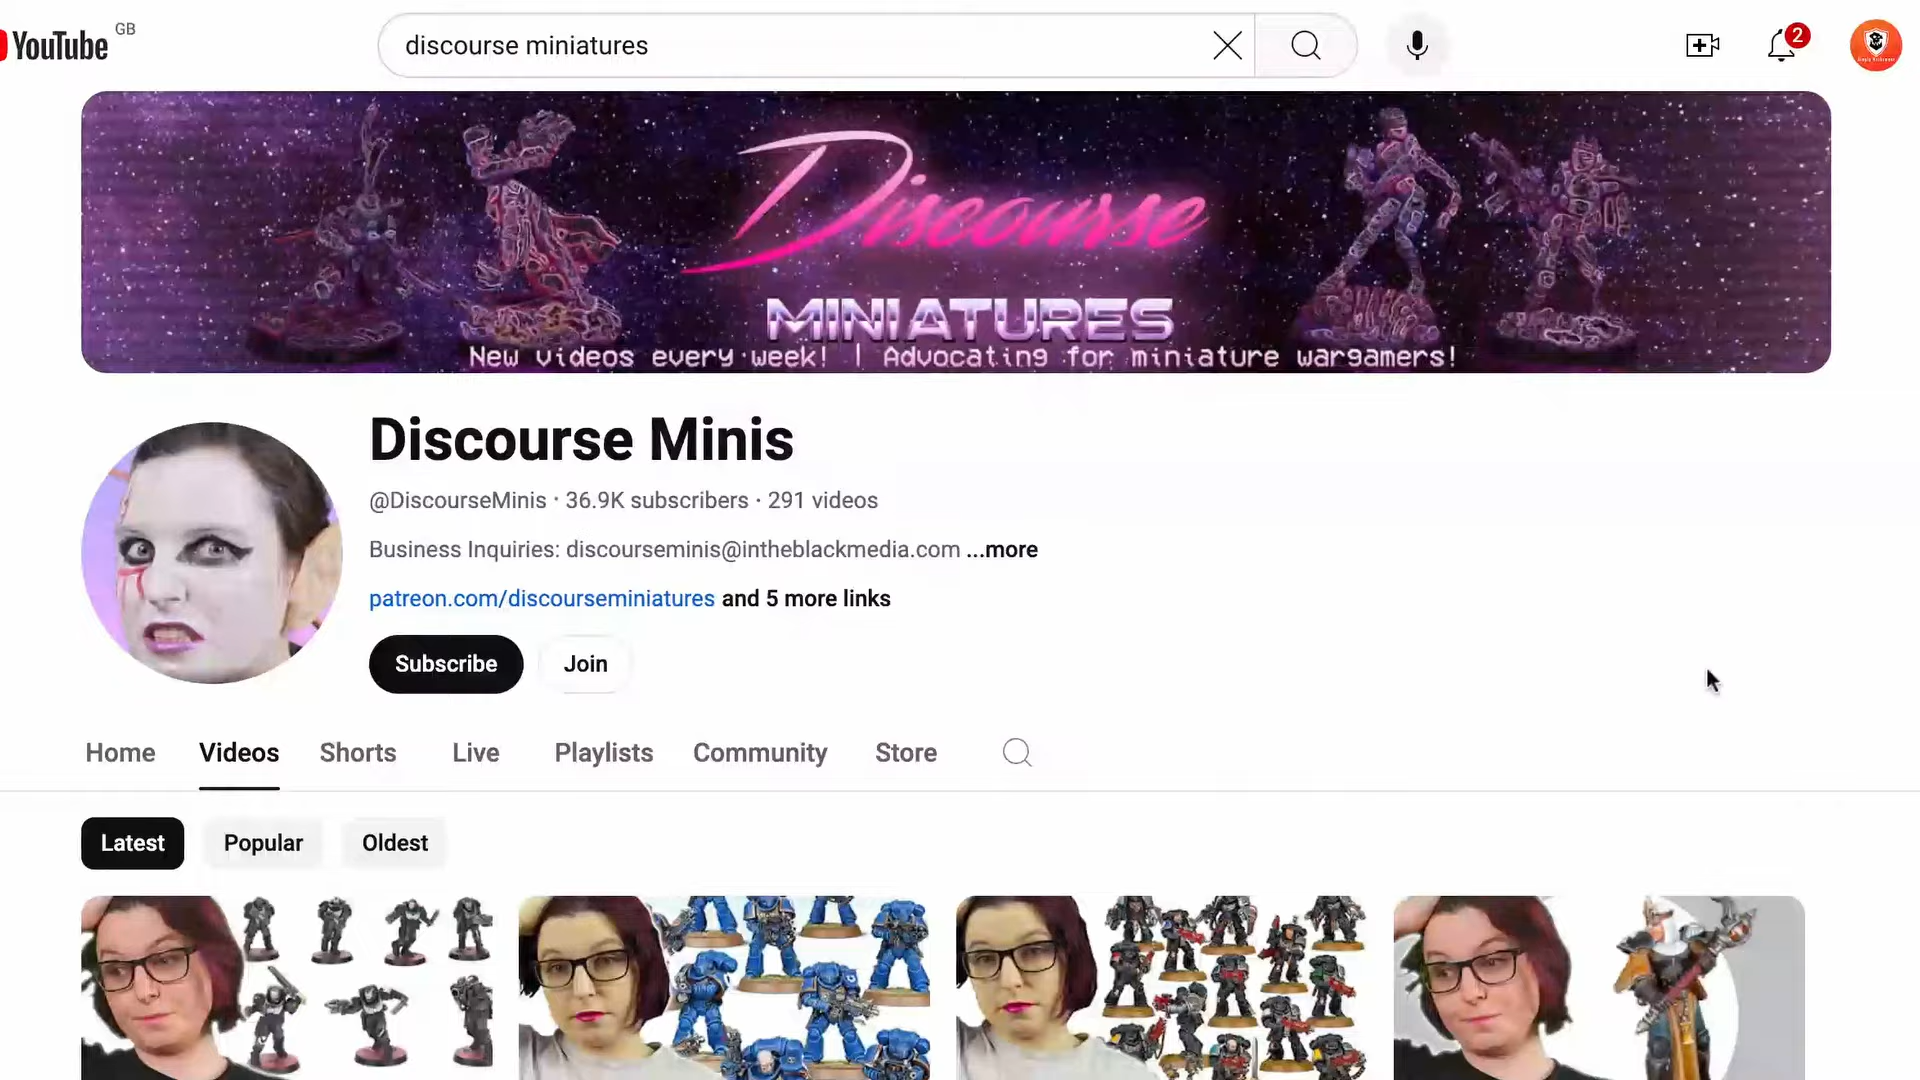 YouTube GB
discourse miniatures
2
Discourse
MINIATURES
New videos every week! | Advocating for miniature wargamers!
Discourse Minis
@DiscourseMinis · 36.9K subscribers · 291 videos
Business Inquiries: discourseminis@intheblackmedia.com ...more
patreon.com/discourseminiatures and 5 more links
Subscribe Join
Home Videos Shorts Live Playlists Community Store
Latest Popular Oldest